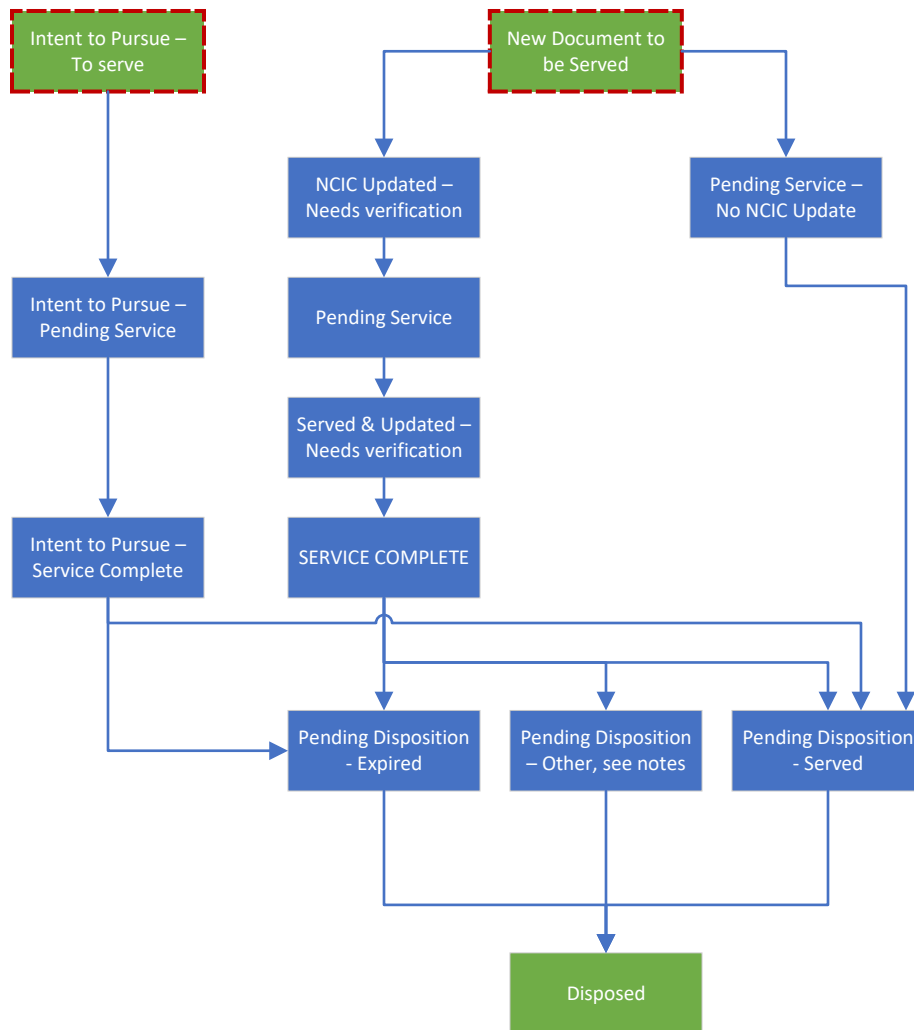 Intent to Pursue –
To serve
New Document to
be Served
NCIC Updated –
Needs verification
Pending Service –
No NCIC Update
Intent to Pursue –
Pending Service
Pending Service
Served & Updated –
Needs verification
Intent to Pursue –
Service Complete
SERVICE COMPLETE
Pending Disposition
- Expired
Pending Disposition
– Other, see notes
Pending Disposition
- Served
Disposed